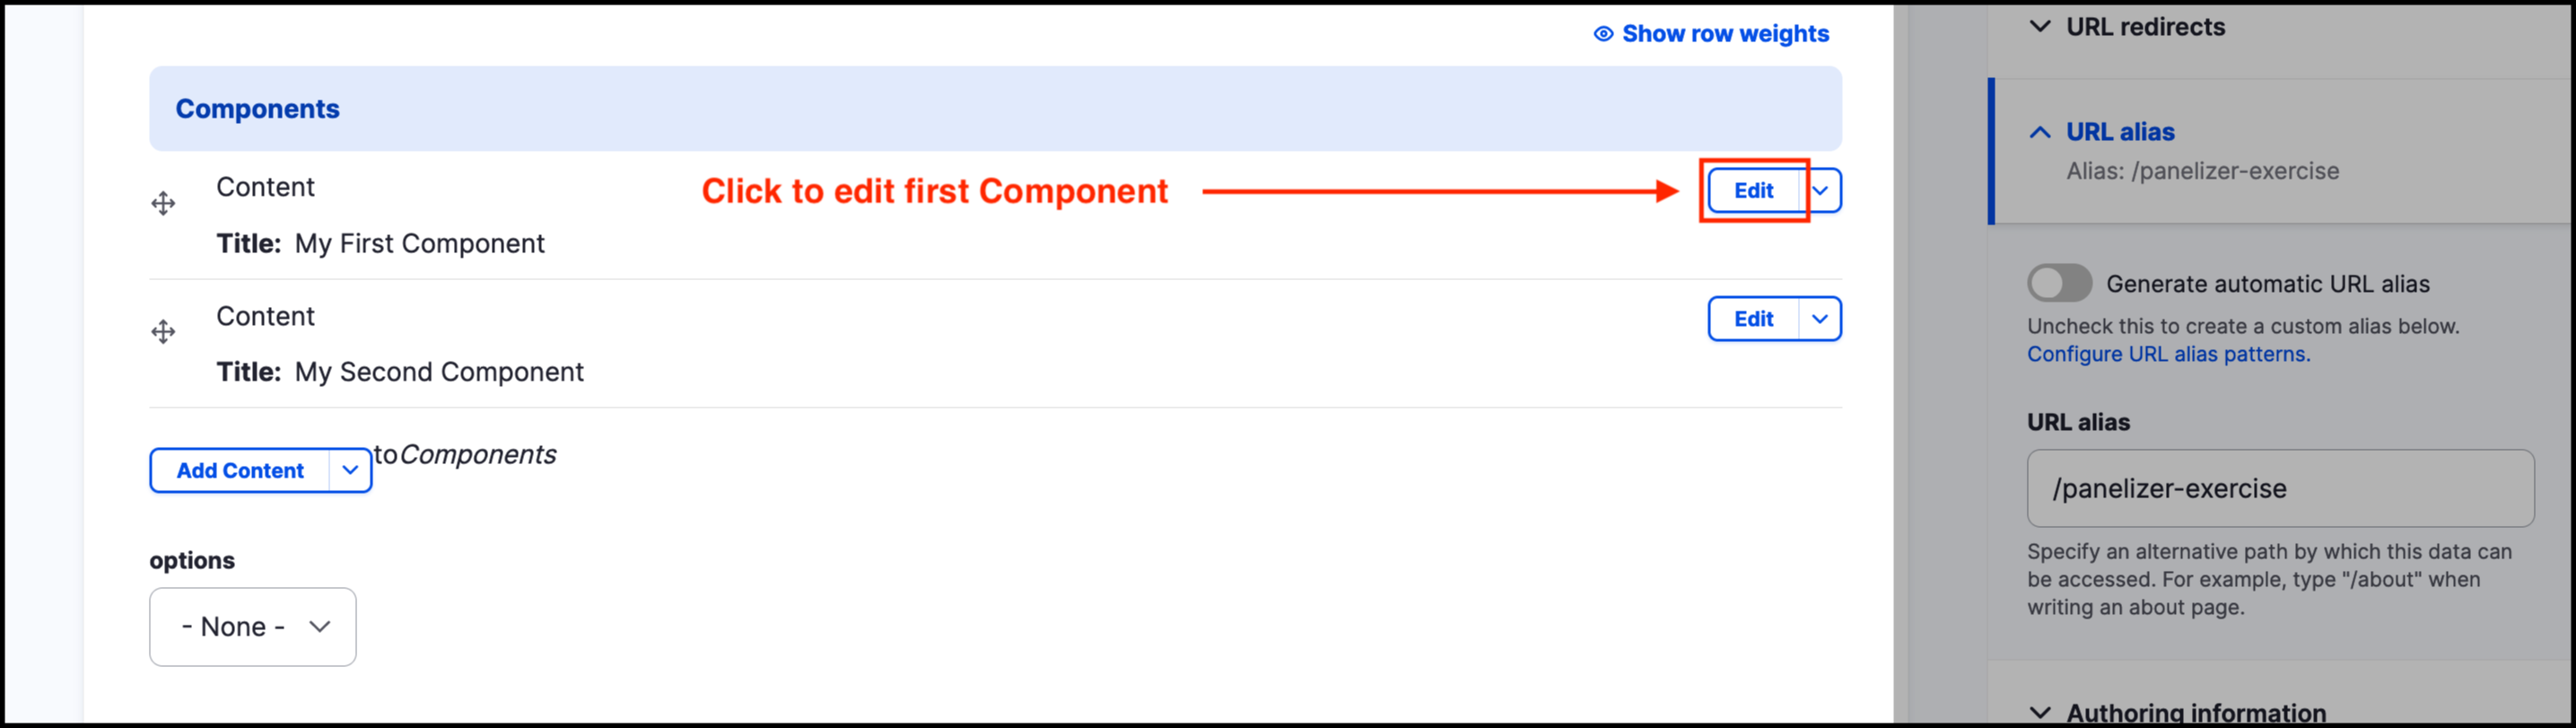 Show row weights
Components
Content
Title: My First Component
Click to edit first Component
Edit
Content
Title: My Second Component
Edit
Add Content
to Components
options
- None -
URL redirects
URL alias
Alias: /panelizer-exercise
Generate automatic URL alias
Uncheck this to create a custom alias below.
Configure URL alias patterns.
URL alias
/panelizer-exercise
Specify an alternative path by which this data can
be accessed. For example, type "/about" when
writing an about page.
Authoring information